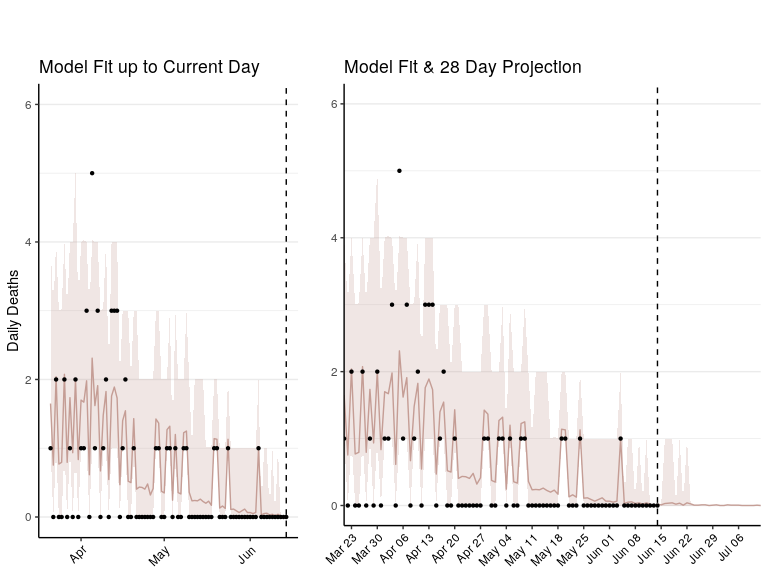 Model Fit up to Current Day
Daily Deaths
6
4
2
0
Apr
May
Jun
Model Fit & 28 Day Projection
6
4
2
0
Mar 23
Mar 30
Apr 06
Apr 13
Apr 20
Apr 27
May 04
May 11
May 18
May 25
Jun 01
Jun 08
Jun 15
Jun 22
Jun 29
Jul 06